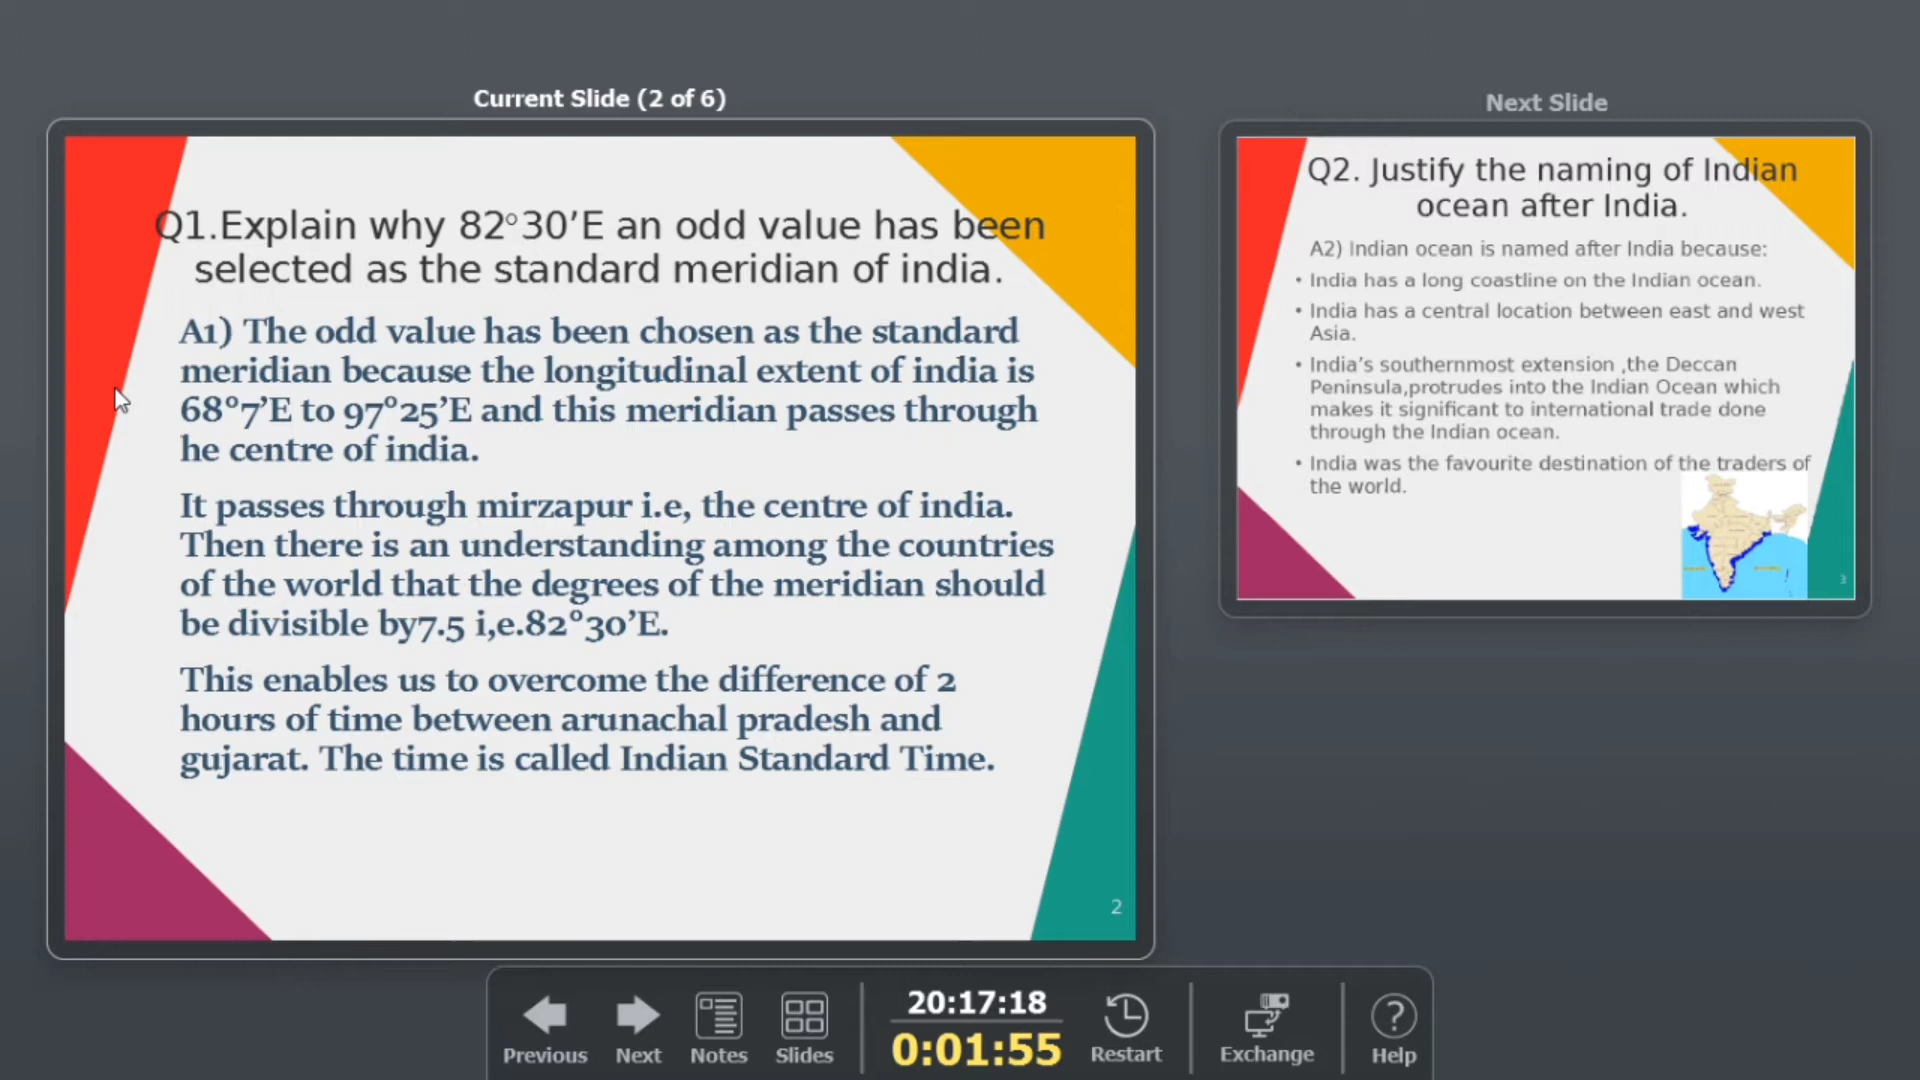 Current Slide (2 of 6)
Q1.Explain why 82°30’E an odd value has been
selected as the standard meridian of india.
A1) The odd value has been chosen as the standard
meridian because the longitudinal extent of india is
68°7’E to 97°25’E and this meridian passes through
he centre of india.
It passes through mirzapur i.e, the centre of india.
Then there is an understanding among the countries
of the world that the degrees of the meridian should
be divisible by7.5 i,e.82°30’E.
This enables us to overcome the difference of 2
hours of time between arunachal pradesh and
gujarat. The time is called Indian Standard Time.
2
Next Slide
Q2. Justify the naming of Indian
ocean after India.
A2) Indian ocean is named after India because:
• India has a long coastline on the Indian ocean.
• India has a central location between east and west
Asia.
• India’s southernmost extension ,the Deccan
Peninsula,protrudes into the Indian Ocean which
makes it significant to international trade done
through the Indian ocean.
• India was the favourite destination of the traders of
the world.
3
20:17:18
0:01:55
Previous Next Notes Slides Restart Exchange Help